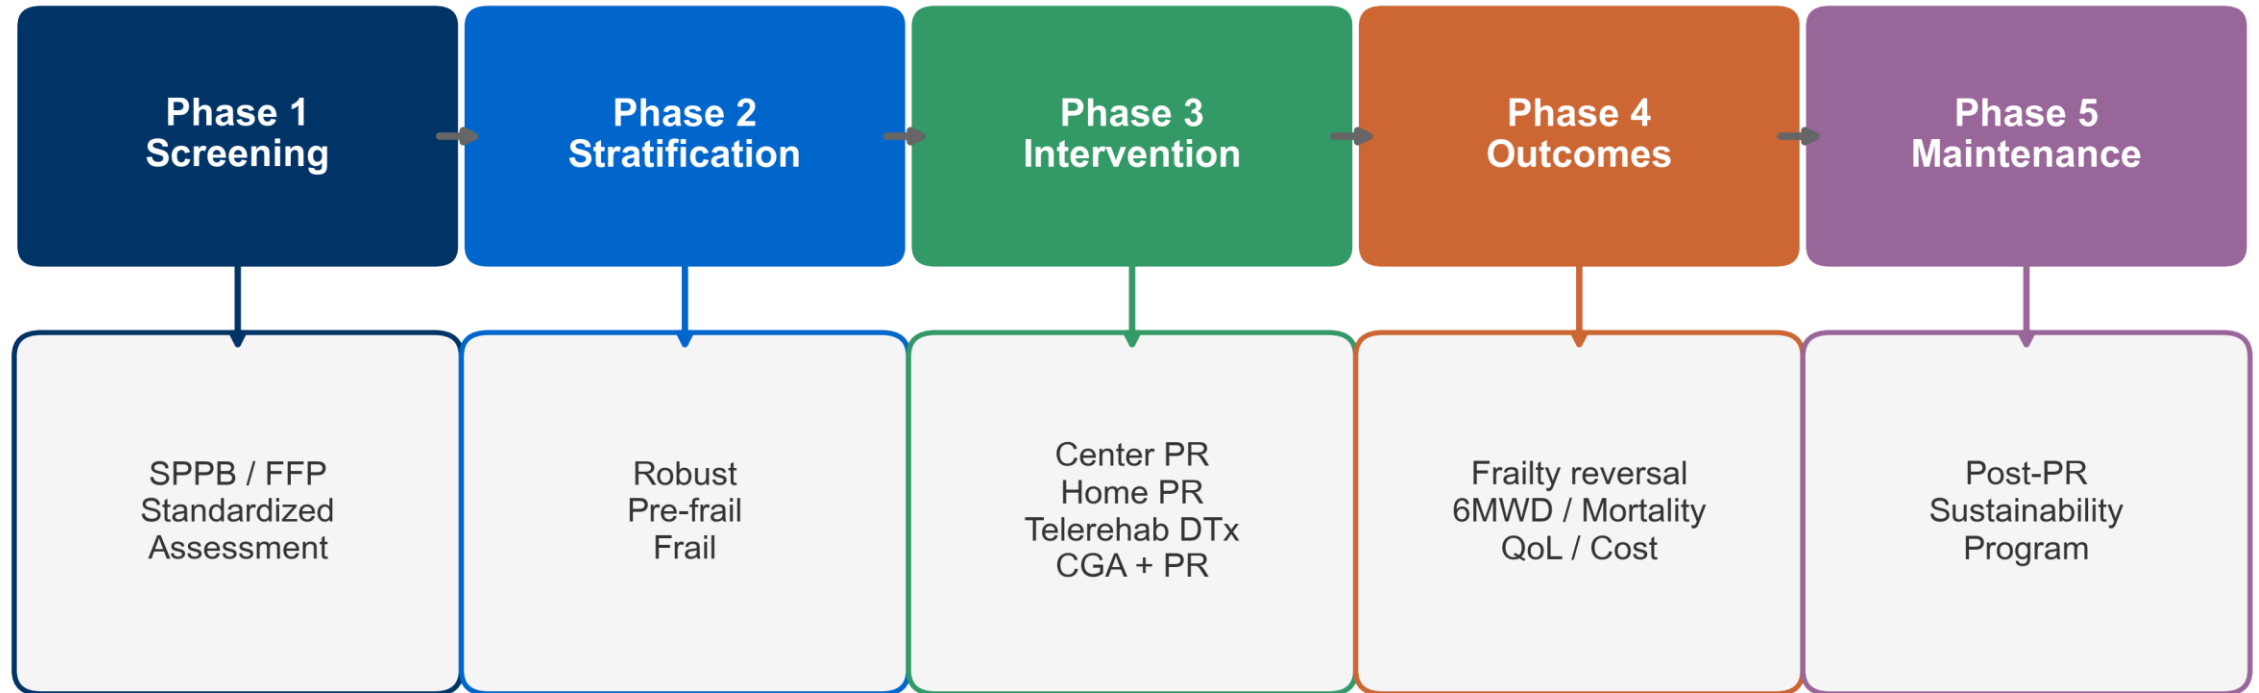 Phase 1
Screening
Phase 2
Stratification
Phase 3
Intervention
Phase 4
Outcomes
Phase 5
Maintenance
SPPB / FFP
Standardized
Assessment
Robust
Pre-frail
Frail
Center PR
Home PR
Telerehab DTx
CGA + PR
Frailty reversal
6MWD / Mortality
QoL / Cost
Post-PR
Sustainability
Program